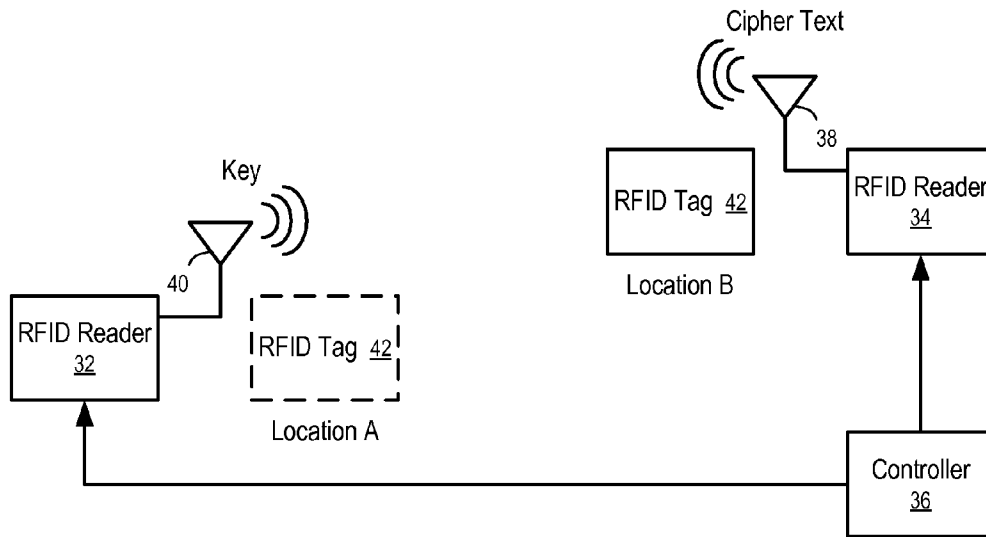 Cipher Text
38
Key
RFID Tag 42
RFID Reader
34
40
Location B
RFID Reader
32
RFID Tag 42
Location A
Controller
36